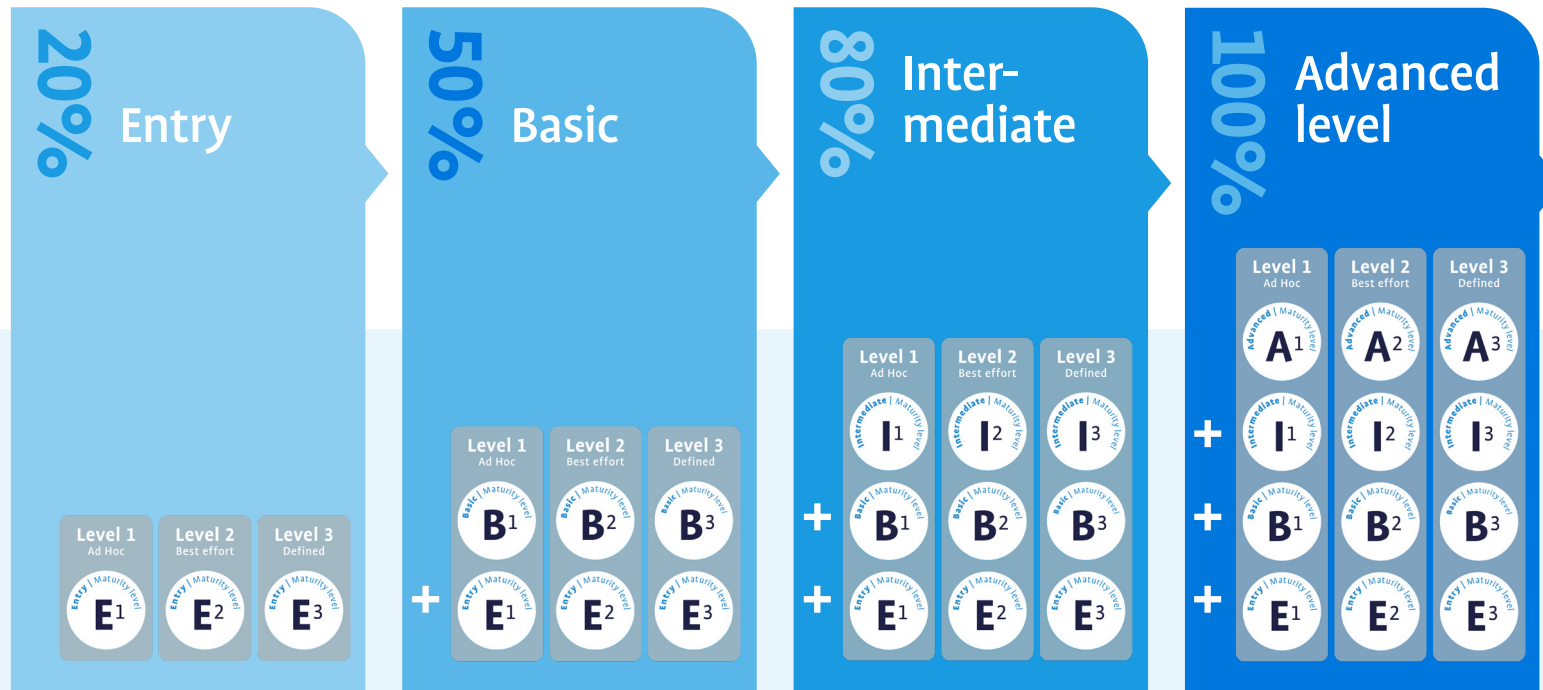 20%
Entry
Level 1
Ad Hoc
Level 2
Best effort
Level 3
Defined
Entry | Maturity level
E1
Entry | Maturity level
E2
Entry | Maturity level
E3
50%
Basic
Level 1
Ad Hoc
Level 2
Best effort
Level 3
Defined
Basic | Maturity level
B1
Basic | Maturity level
B2
Basic | Maturity level
B3
+
Entry | Maturity level
E1
Entry | Maturity level
E2
Entry | Maturity level
E3
80%
Inter-
mediate
Level 1
Ad Hoc
Level 2
Best effort
Level 3
Defined
Intermediate | Maturity level
I1
Intermediate | Maturity level
I2
Intermediate | Maturity level
I3
+
Basic | Maturity level
B1
Basic | Maturity level
B2
Basic | Maturity level
B3
+
Entry | Maturity level
E1
Entry | Maturity level
E2
Entry | Maturity level
E3
100%
Advanced
level
Level 1
Ad Hoc
Level 2
Best effort
Level 3
Defined
Advanced | Maturity level
A1
Advanced | Maturity level
A2
Advanced | Maturity level
A3
+
Intermediate | Maturity level
I1
Intermediate | Maturity level
I2
Intermediate | Maturity level
I3
+
Basic | Maturity level
B1
Basic | Maturity level
B2
Basic | Maturity level
B3
+
Entry | Maturity level
E1
Entry | Maturity level
E2
Entry | Maturity level
E3